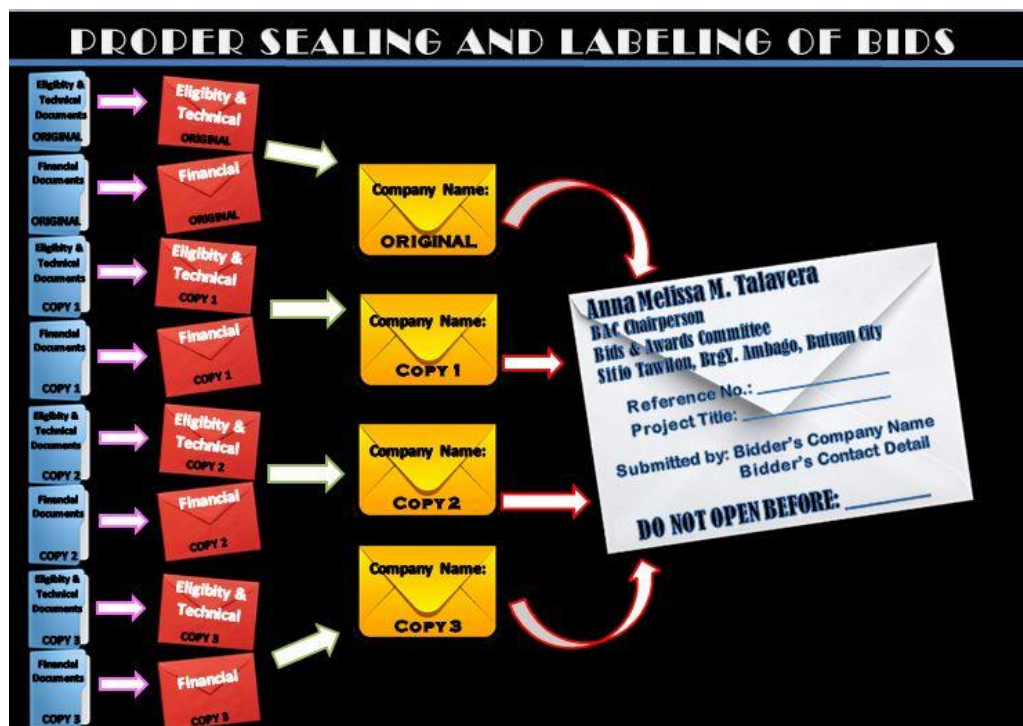 PROPER SEALING AND LABELING OF BIDS
Eligibity &
Technical
Documents
ORIGINAL
Eligibity &
Technical
ORIGINAL
Financial
Documents
ORIGINAL
Financial
ORIGINAL
Company Name:
ORIGINAL
Eligibity &
Technical
Documents
COPY 1
Eligibity &
Technical
COPY 1
Financial
Documents
COPY 1
Financial
COPY 1
Company Name:
COPY 1
Eligibity &
Technical
Documents
COPY 2
Eligibity &
Technical
COPY 2
Financial
Documents
COPY 2
Financial
COPY 2
Company Name:
COPY 2
Eligibity &
Technical
Documents
COPY 3
Eligibity &
Technical
COPY 3
Financial
Documents
COPY 3
Financial
COPY 3
Company Name:
COPY 3
Anna Melissa M. Talavera
BAC Chairperson
Bids & Awards Committee
Sitio Tawilon, BrgY. Ambago, Butuan City
Reference No.: ____________
Project Title: ____________
Submitted by: Bidder's Company Name
Bidder's Contact Detail
DO NOT OPEN BEFORE: ________